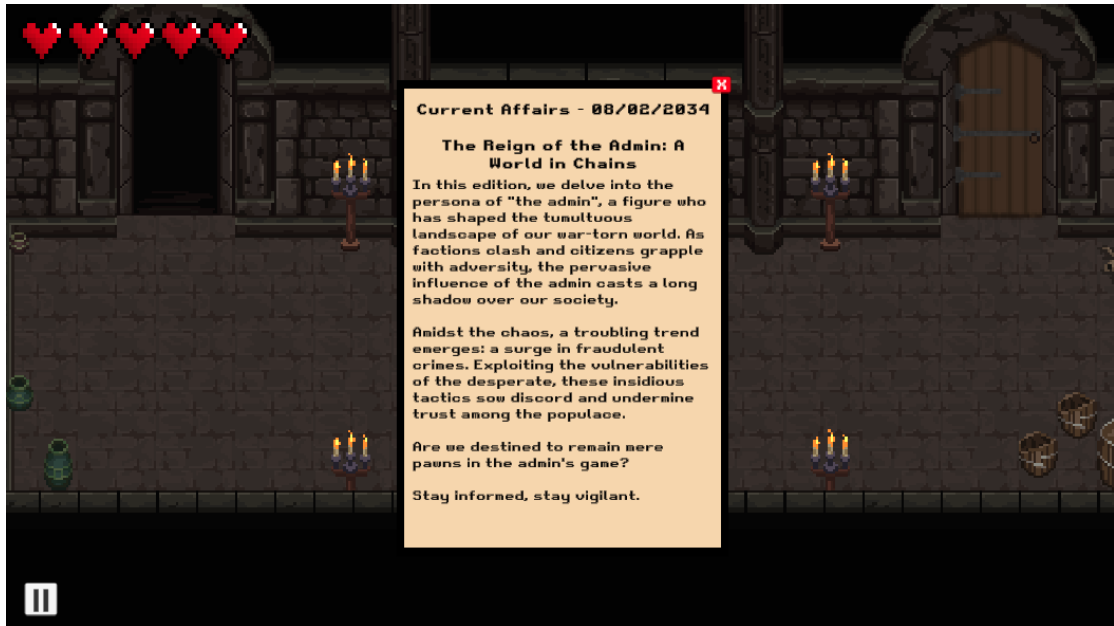 X
Current Affairs - 08/02/2034
The Reign of the Admin: A
World in Chains
In this edition, we delve into the
persona of "the admin", a figure who
has shaped the tumultuous
landscape of our war-torn world. As
factions clash and citizens grapple
with adversity, the pervasive
influence of the admin casts a long
shadow over our society.
Amidst the chaos, a troubling trend
emerges: a surge in fraudulent
crimes. Exploiting the vulnerabilities
of the desperate, these insidious
tactics sow discord and undermine
trust among the populace.
Are we destined to remain mere
pawns in the admin's game?
Stay informed, stay vigilant.